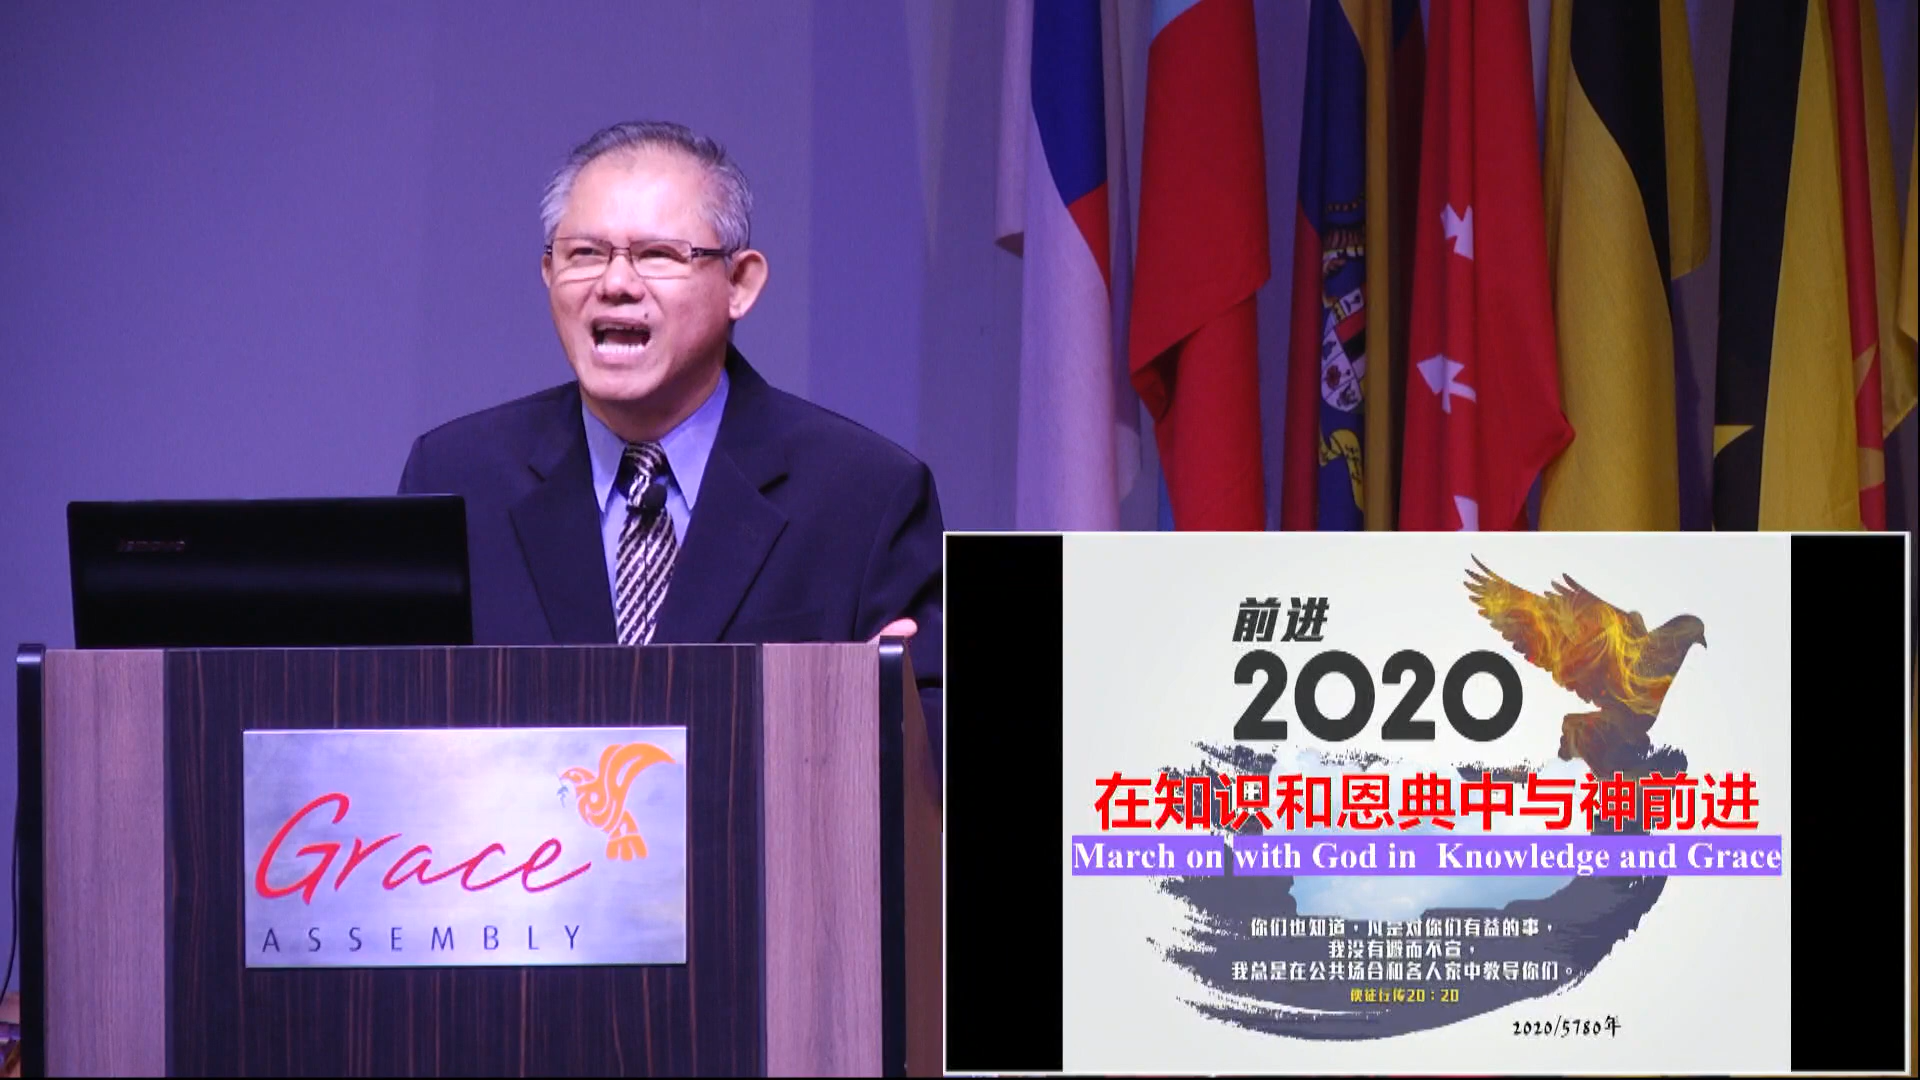 lenovo
Grace
ASSEMBLY
前进
2020
在知识和恩典中与神前进
March on with God in Knowledge and Grace
你们也知道，凡是对你们有益的事，
我没有避而不宣，
我总是在公共场合和各人家中教导你们。
使徒行传20：20
2020/5780年